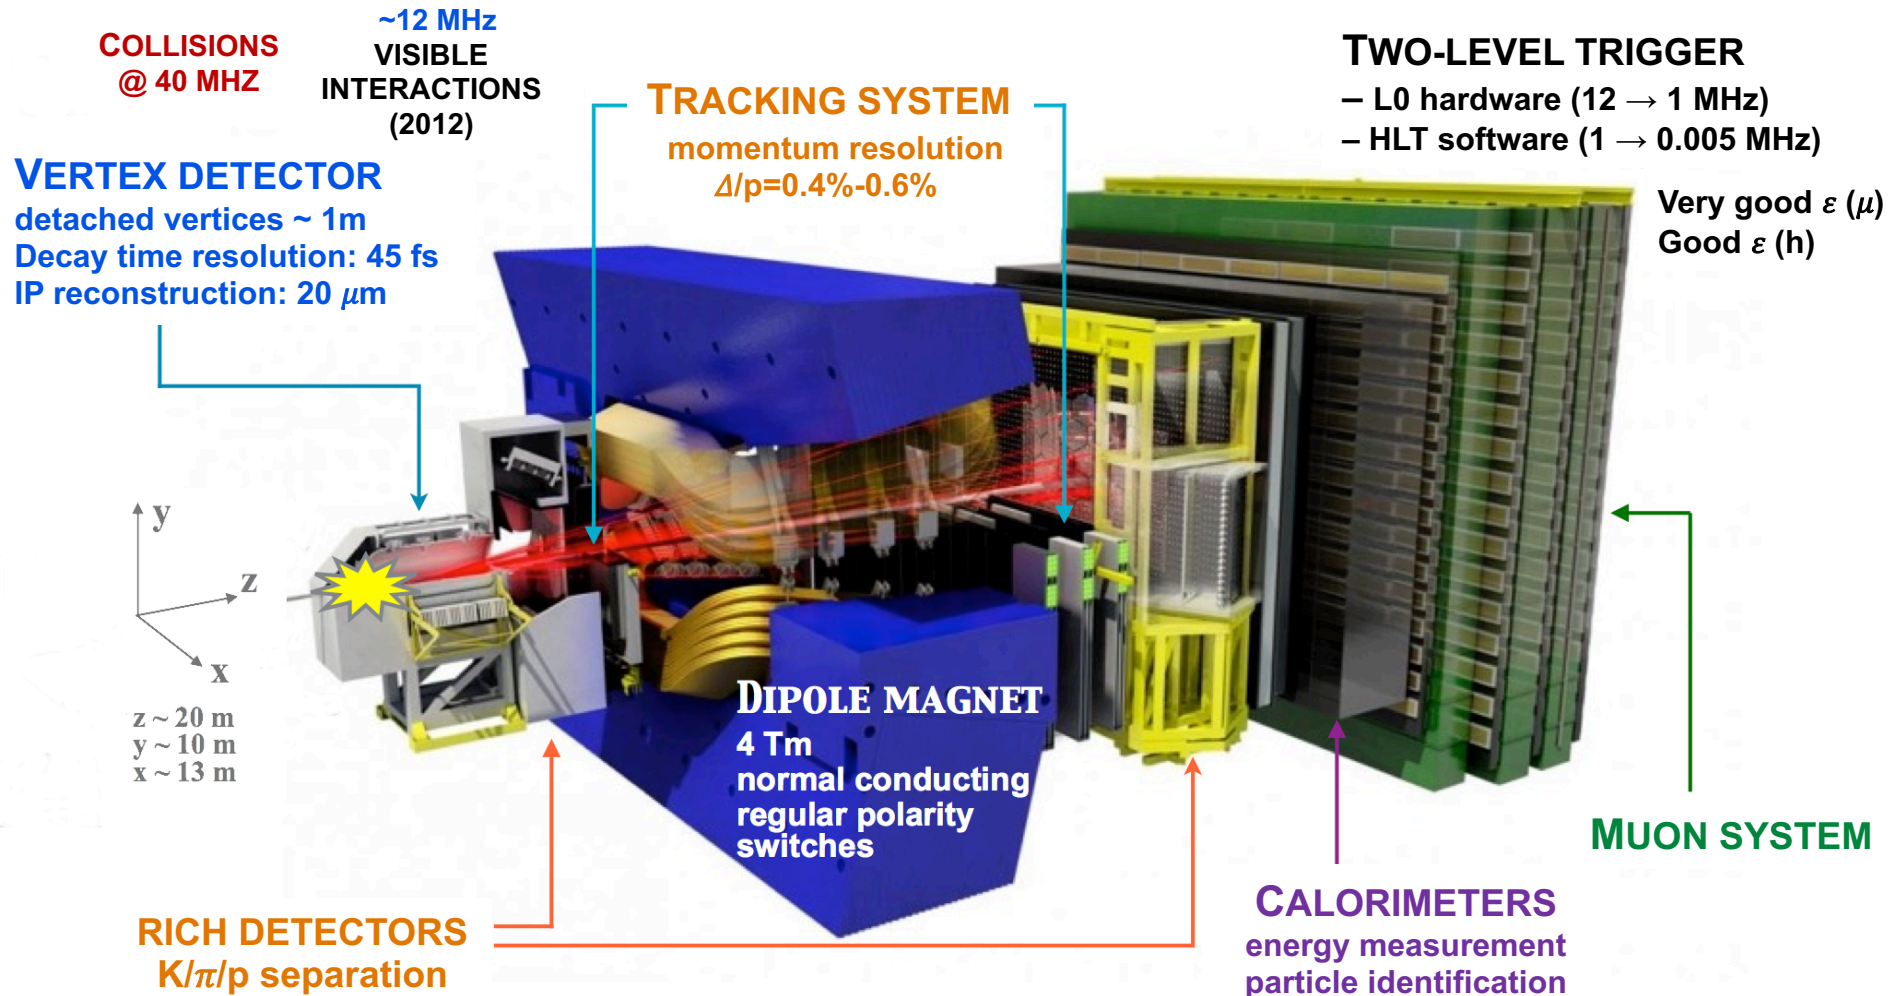 COLLISIONS
@ 40 MHZ
~12 MHz
VISIBLE
INTERACTIONS
(2012)
TWO-LEVEL TRIGGER
– L0 hardware (12 → 1 MHz)
– HLT software (1 → 0.005 MHz)
TRACKING SYSTEM
momentum resolution
Δ/p=0.4%-0.6%
VERTEX DETECTOR
detached vertices ~ 1m
Decay time resolution: 45 fs
IP reconstruction: 20 μm
Very good ε (μ)
Good ε (h)
y
z
x
z ~ 20 m
y ~ 10 m
x ~ 13 m
DIPOLE MAGNET
4 Tm
normal conducting
regular polarity
switches
MUON SYSTEM
CALORIMETERS
energy measurement
particle identification
RICH DETECTORS
K/π/p separation